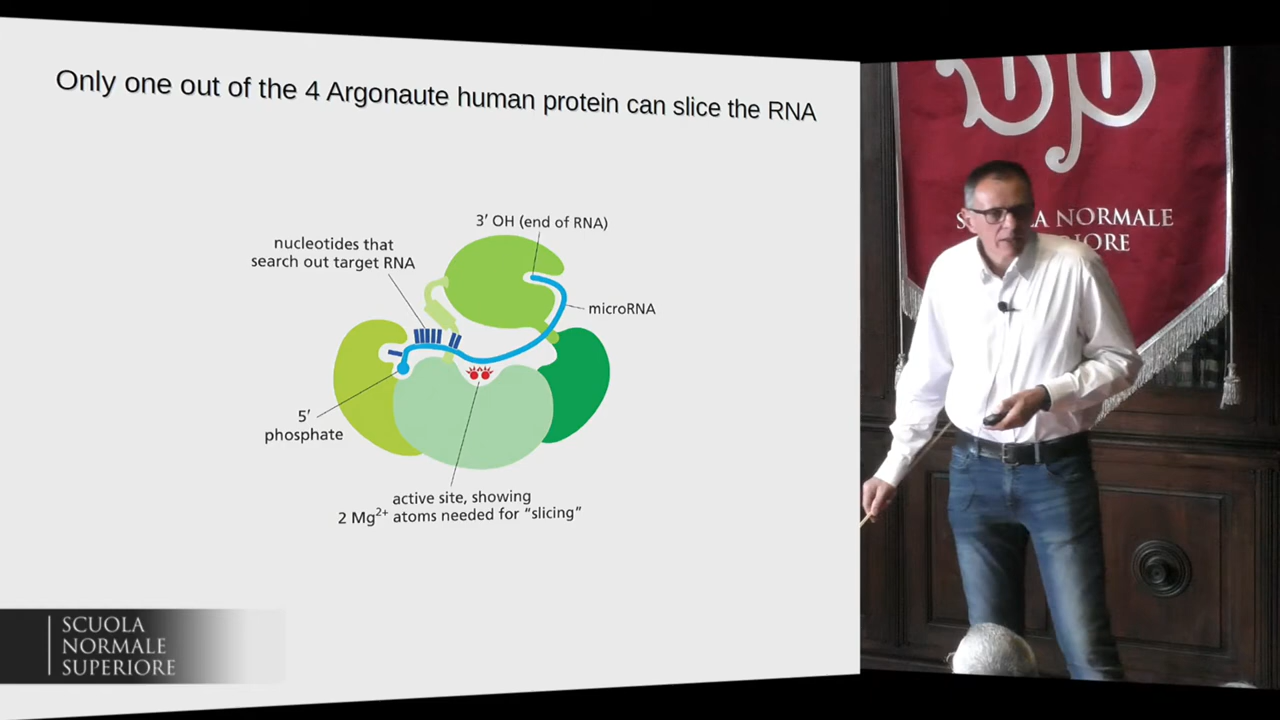 Only one out of the 4 Argonaute human protein can slice the RNA
3′ OH (end of RNA)
nucleotides that
search out target RNA
microRNA
5′
phosphate
active site, showing
2 Mg²⁺ atoms needed for “slicing”
SCUOLA
NORMALE
SUPERIORE
NORMALE